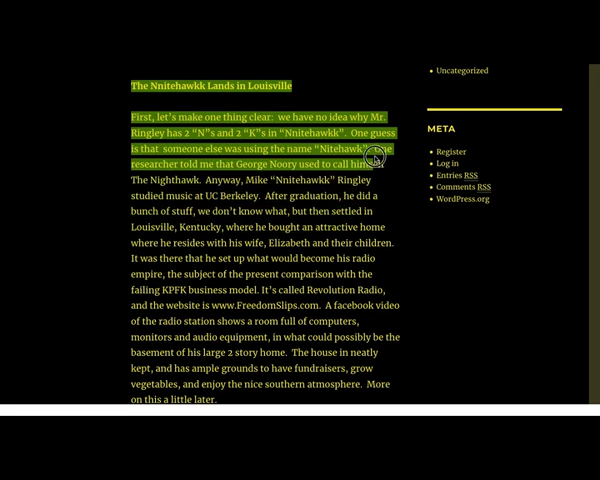 The Nnitehawkk Lands in Louisville
First, let's make one thing clear:  we have no idea why Mr.
Ringley has 2 “N”s and 2 “K”s in “Nnitehawkk”.  One guess
is that  someone else was using the name “Nitehawk”.
researcher told me that George Noory used to call him
The Nighthawk.  Anyway, Mike “Nnitehawkk” Ringley
studied music at UC Berkeley.  After graduation, he did a
bunch of stuff, we don't know what, but then settled in
Louisville, Kentucky, where he bought an attractive home
where he resides with his wife, Elizabeth and their children.
It was there that he set up what would become his radio
empire, the subject of the present comparison with the
failing KPFK business model. It's called Revolution Radio,
and the website is www.FreedomSlips.com.  A facebook video
of the radio station shows a room full of computers,
monitors and audio equipment, in what could possibly be the
basement of his large 2 story home.  The house in neatly
kept, and has ample grounds to have fundraisers, grow
vegetables, and enjoy the nice southern atmosphere.  More
on this a little later.
Uncategorized
META
Register
Log in
Entries RSS
Comments RSS
WordPress.org